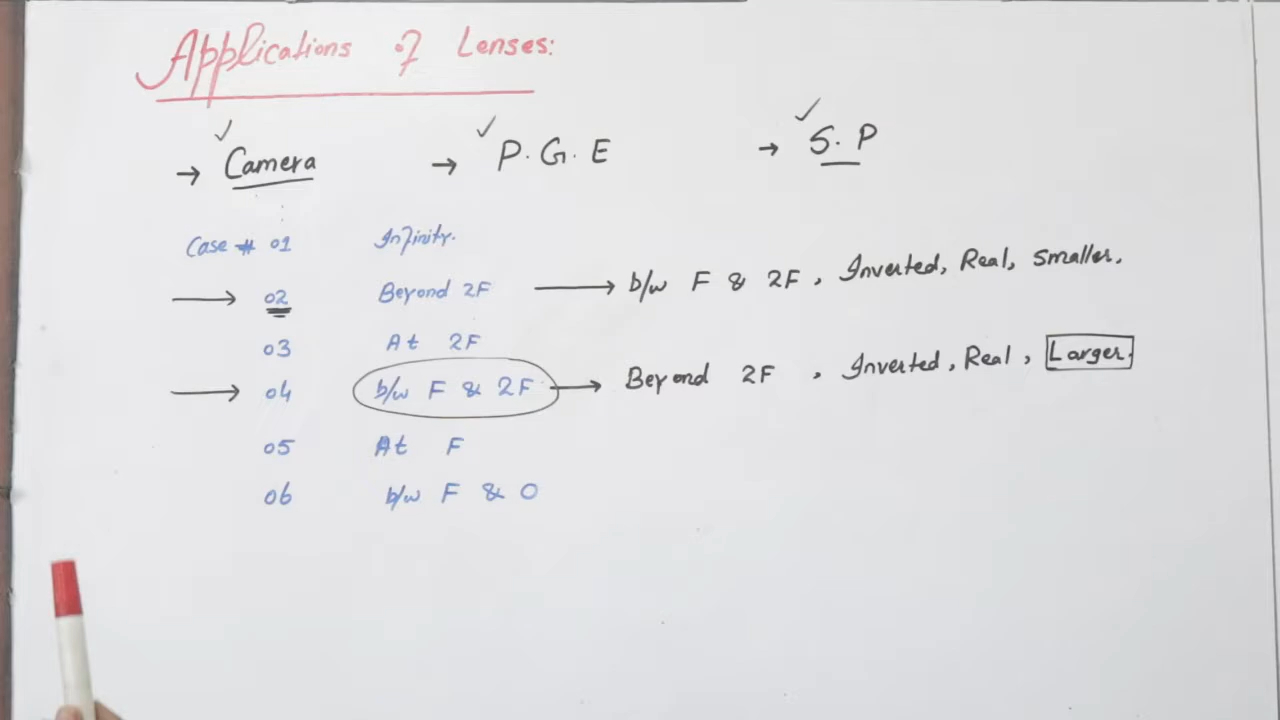 Applications of Lenses:
→ Camera → P.G.E → S.P
Case # 01 Infinity.
→ 02 Beyond 2F → b/w F & 2F, Inverted, Real, Smaller.
03 At 2F
→ 04 b/w F & 2F → Beyond 2F, Inverted, Real, Larger.
05 At F
06 b/w F & O